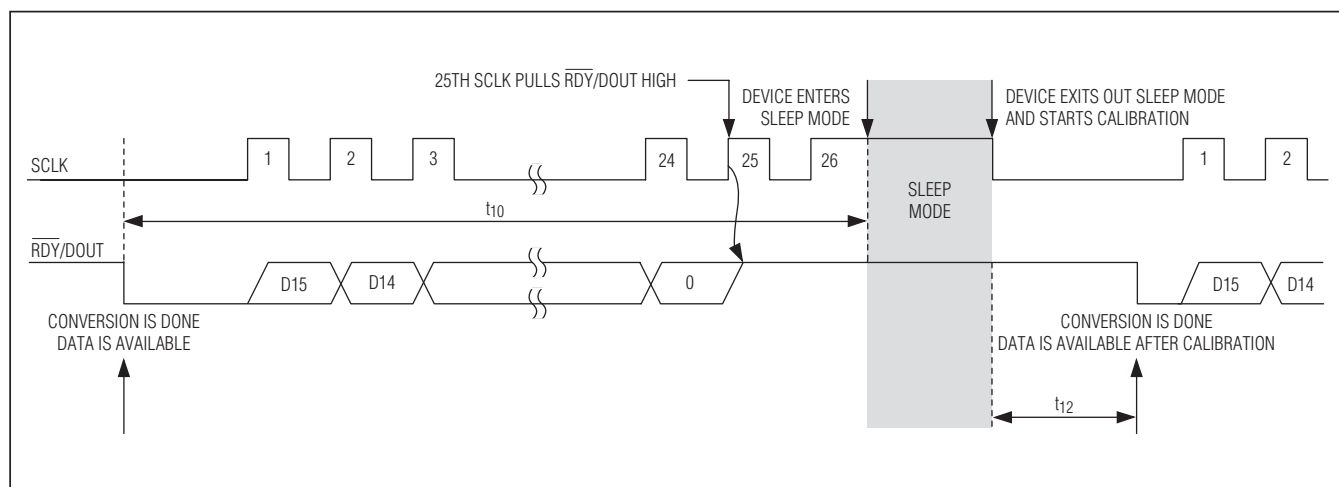 25TH SCLK PULLS R̅D̅Y̅/DOUT HIGH
DEVICE ENTERS
SLEEP MODE
DEVICE EXITS OUT SLEEP MODE
AND STARTS CALIBRATION
SCLK
1
2
3
24
25
26
1
2
SLEEP
MODE
t10
R̅D̅Y̅/DOUT
D15
D14
0
D15
D14
CONVERSION IS DONE
DATA IS AVAILABLE
CONVERSION IS DONE
DATA IS AVAILABLE AFTER CALIBRATION
t12